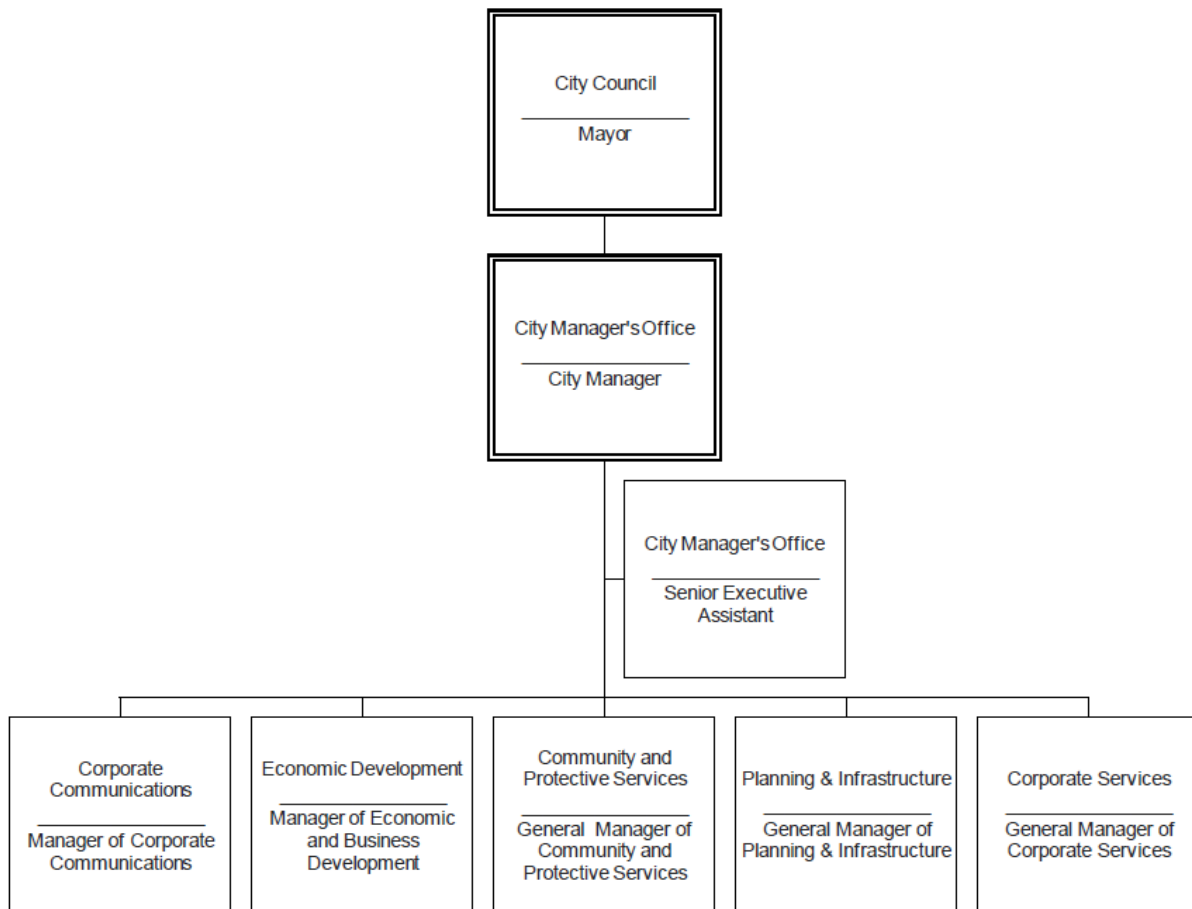 City Council
Mayor
City Manager's Office
City Manager
City Manager's Office
Senior Executive
Assistant
Corporate
Communications
Manager of Corporate
Communications
Economic Development
Manager of Economic
and Business
Development
Community and
Protective Services
General Manager of
Community and
Protective Services
Planning & Infrastructure
General Manager of
Planning & Infrastructure
Corporate Services
General Manager of
Corporate Services